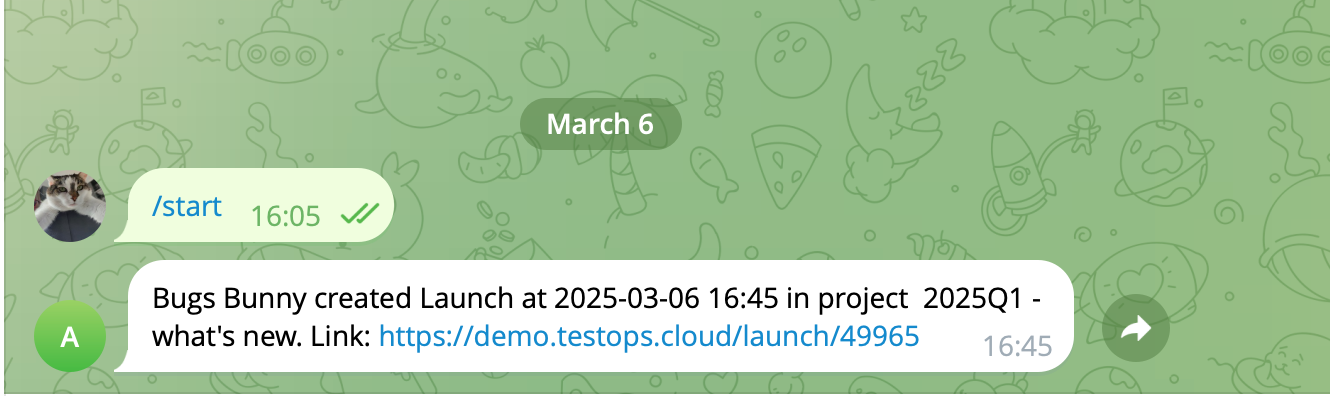 March 6
/start 16:05
Bugs Bunny created Launch at 2025-03-06 16:45 in project  2025Q1 -
A
what's new. Link: https://demo.testops.cloud/launch/49965
16:45